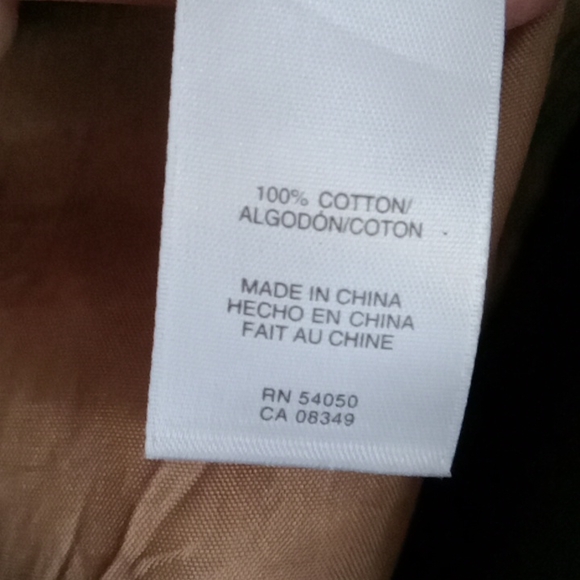 100% COTTON/
ALGODÓN/COTON
MADE IN CHINA
HECHO EN CHINA
FAIT AU CHINE
RN 54050
CA 08349